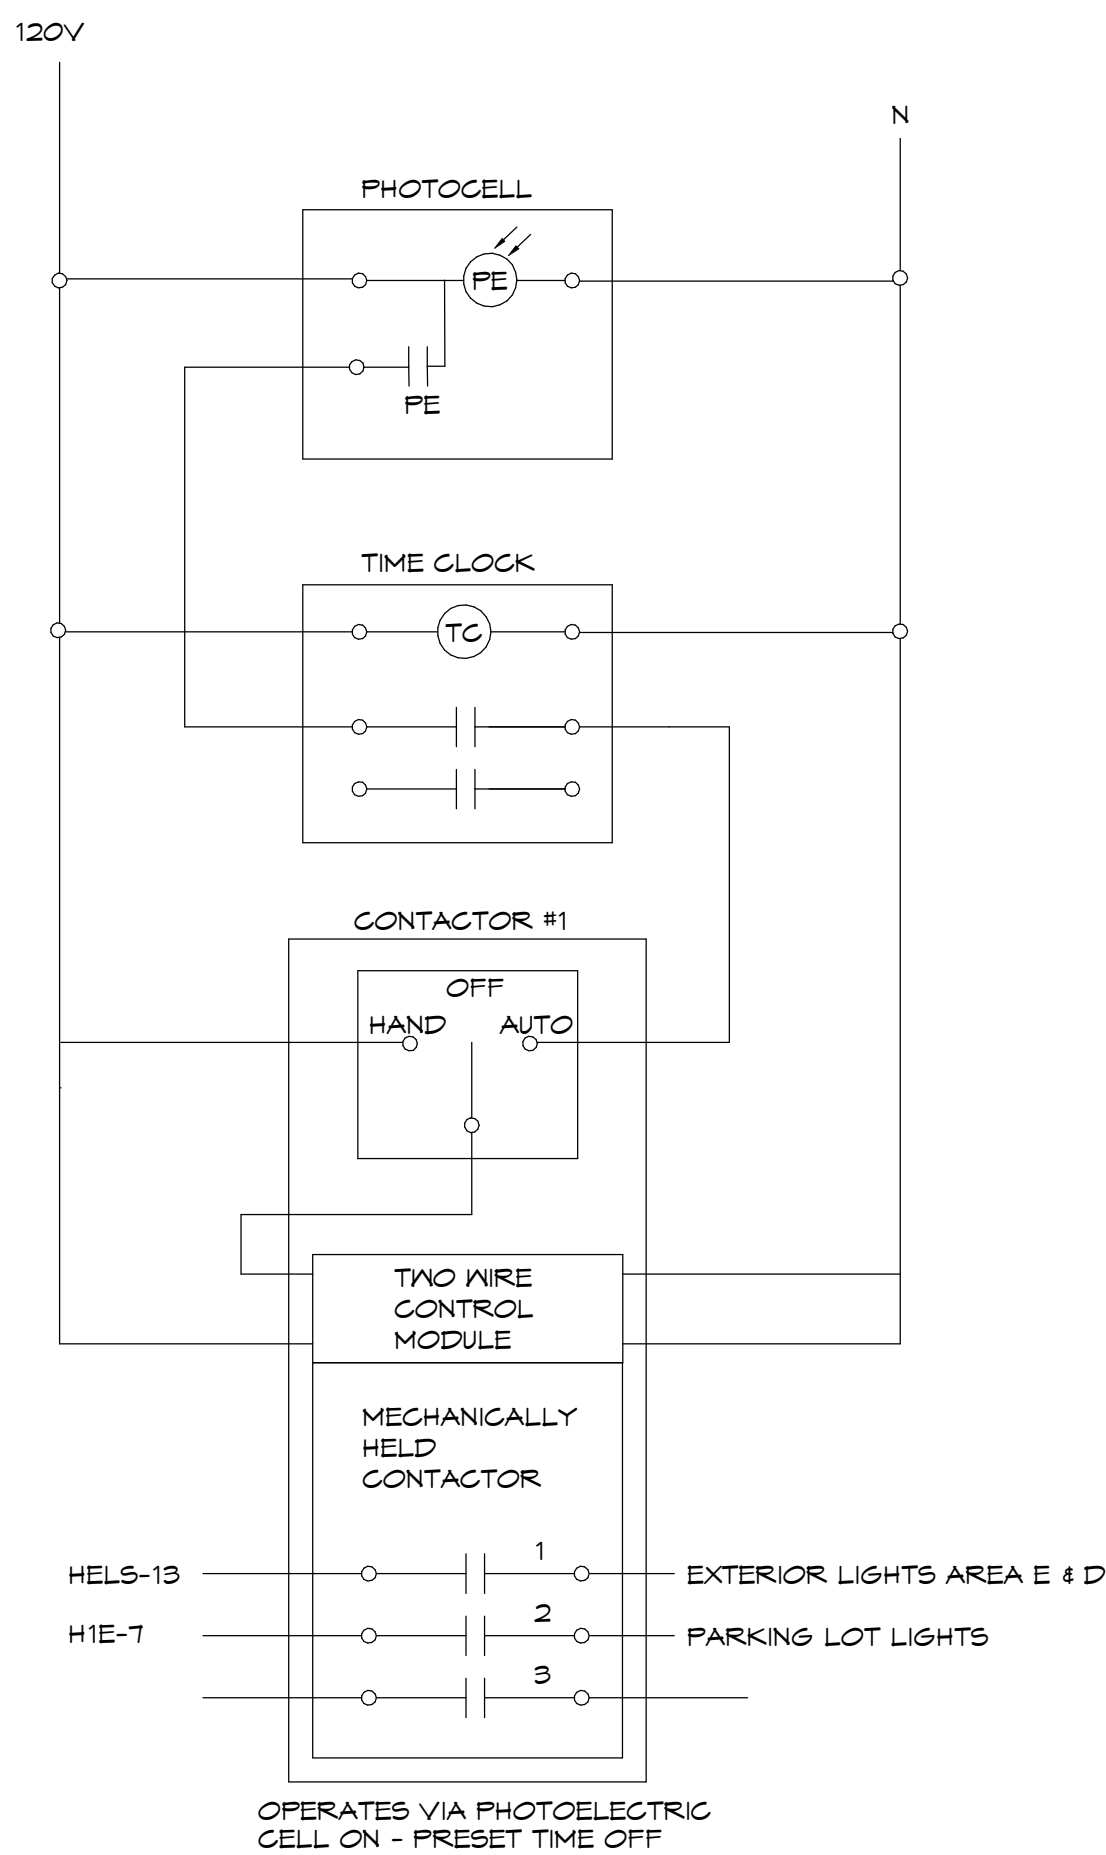 120V
N
PHOTOCELL
PE
PE
TIME CLOCK
TC
CONTACTOR #1
OFF
HAND AUTO
TWO WIRE
CONTROL
MODULE
MECHANICALLY
HELD
CONTACTOR
1
HELS-13 EXTERIOR LIGHTS AREA E & D
2
H1E-7 PARKING LOT LIGHTS
3
OPERATES VIA PHOTOELECTRIC
CELL ON - PRESET TIME OFF